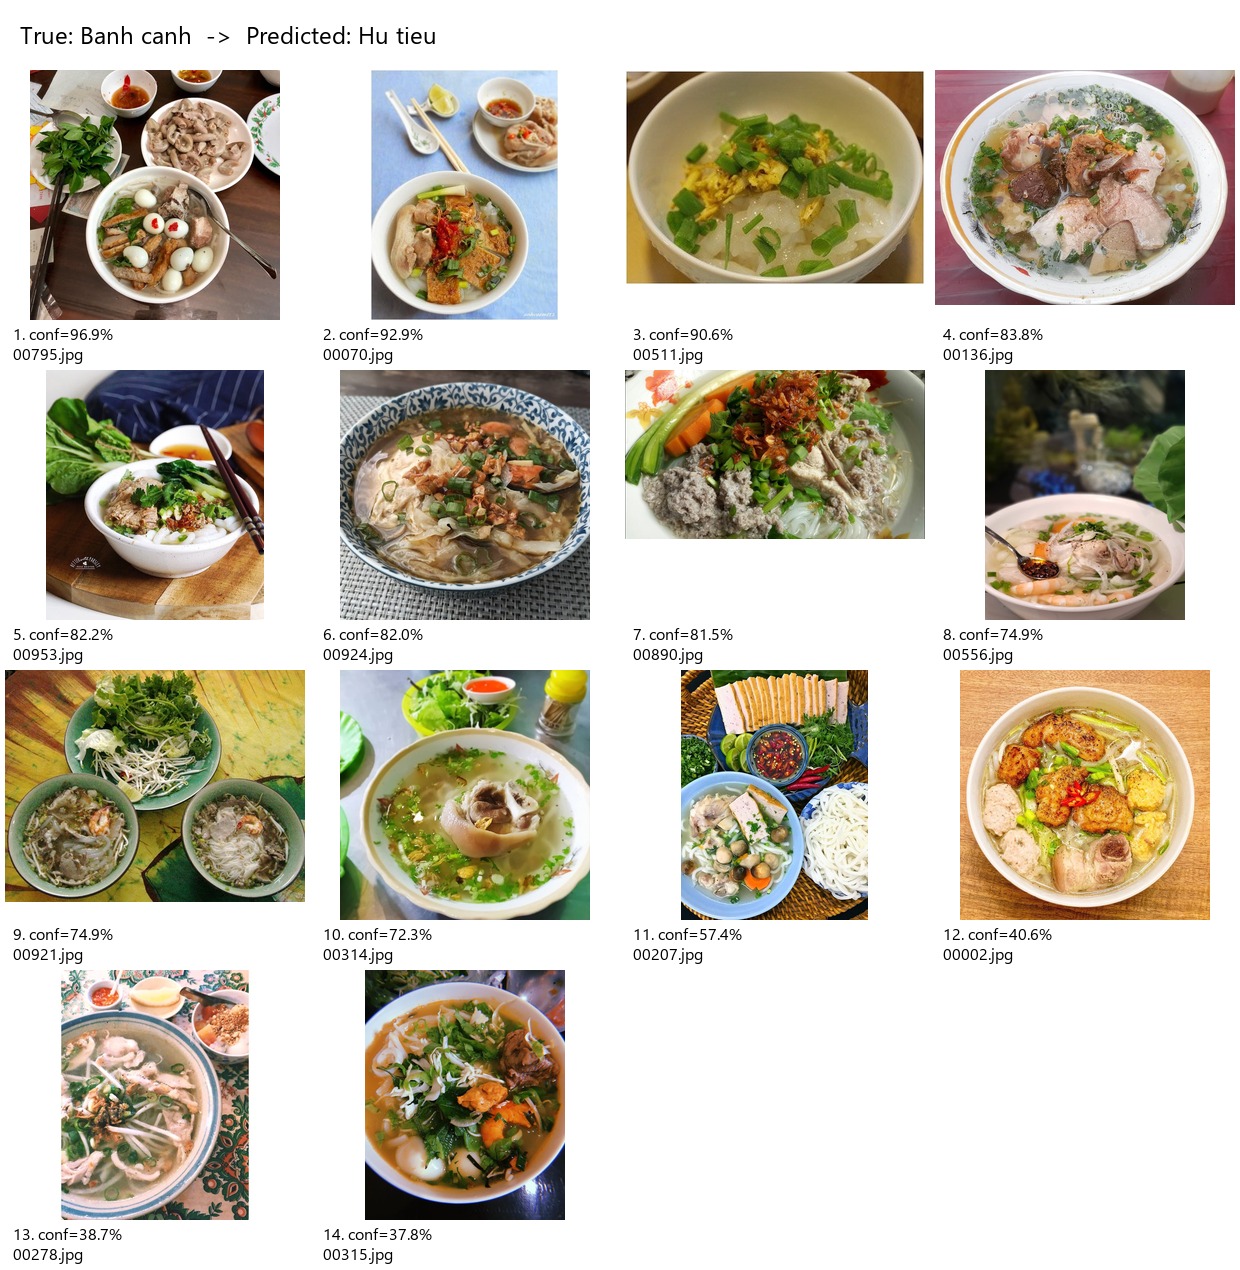 True: Banh canh -> Predicted: Hu tieu
1. conf=96.9%
00795.jpg
2. conf=92.9%
00070.jpg
3. conf=90.6%
00511.jpg
4. conf=83.8%
00136.jpg
5. conf=82.2%
00953.jpg
6. conf=82.0%
00924.jpg
7. conf=81.5%
00890.jpg
8. conf=74.9%
00556.jpg
9. conf=74.9%
00921.jpg
10. conf=72.3%
00314.jpg
11. conf=57.4%
00207.jpg
12. conf=40.6%
00002.jpg
13. conf=38.7%
00278.jpg
14. conf=37.8%
00315.jpg